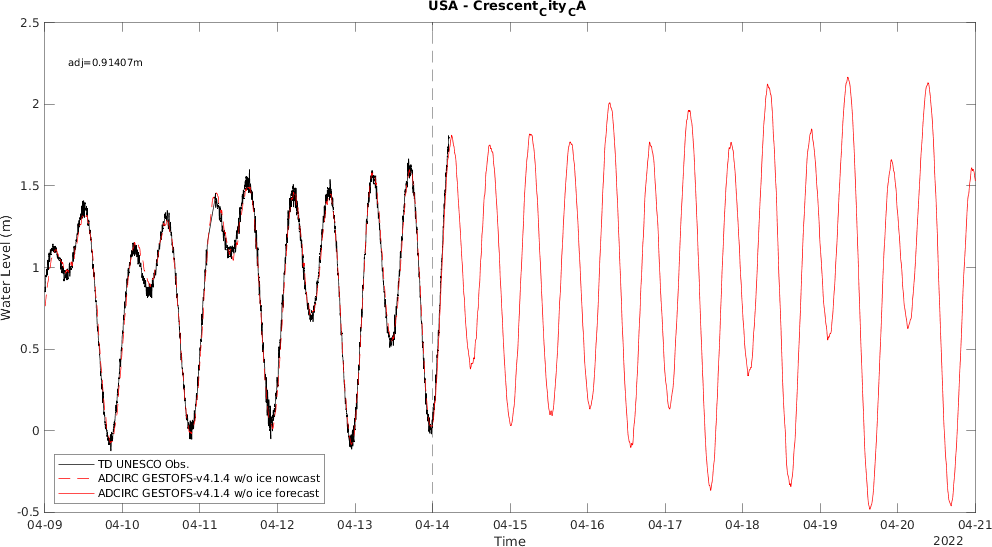 USA - Crescent_City_CA
2.5
adj=0.91407m
2
1.5
1
0.5
0
-0.5
Water Level (m)
TD UNESCO Obs.
ADCIRC GESTOFS-v4.1.4 w/o ice nowcast
ADCIRC GESTOFS-v4.1.4 w/o ice forecast
04-09 04-10 04-11 04-12 04-13 04-14 04-15 04-16 04-17 04-18 04-19 04-20 04-21
Time
2022